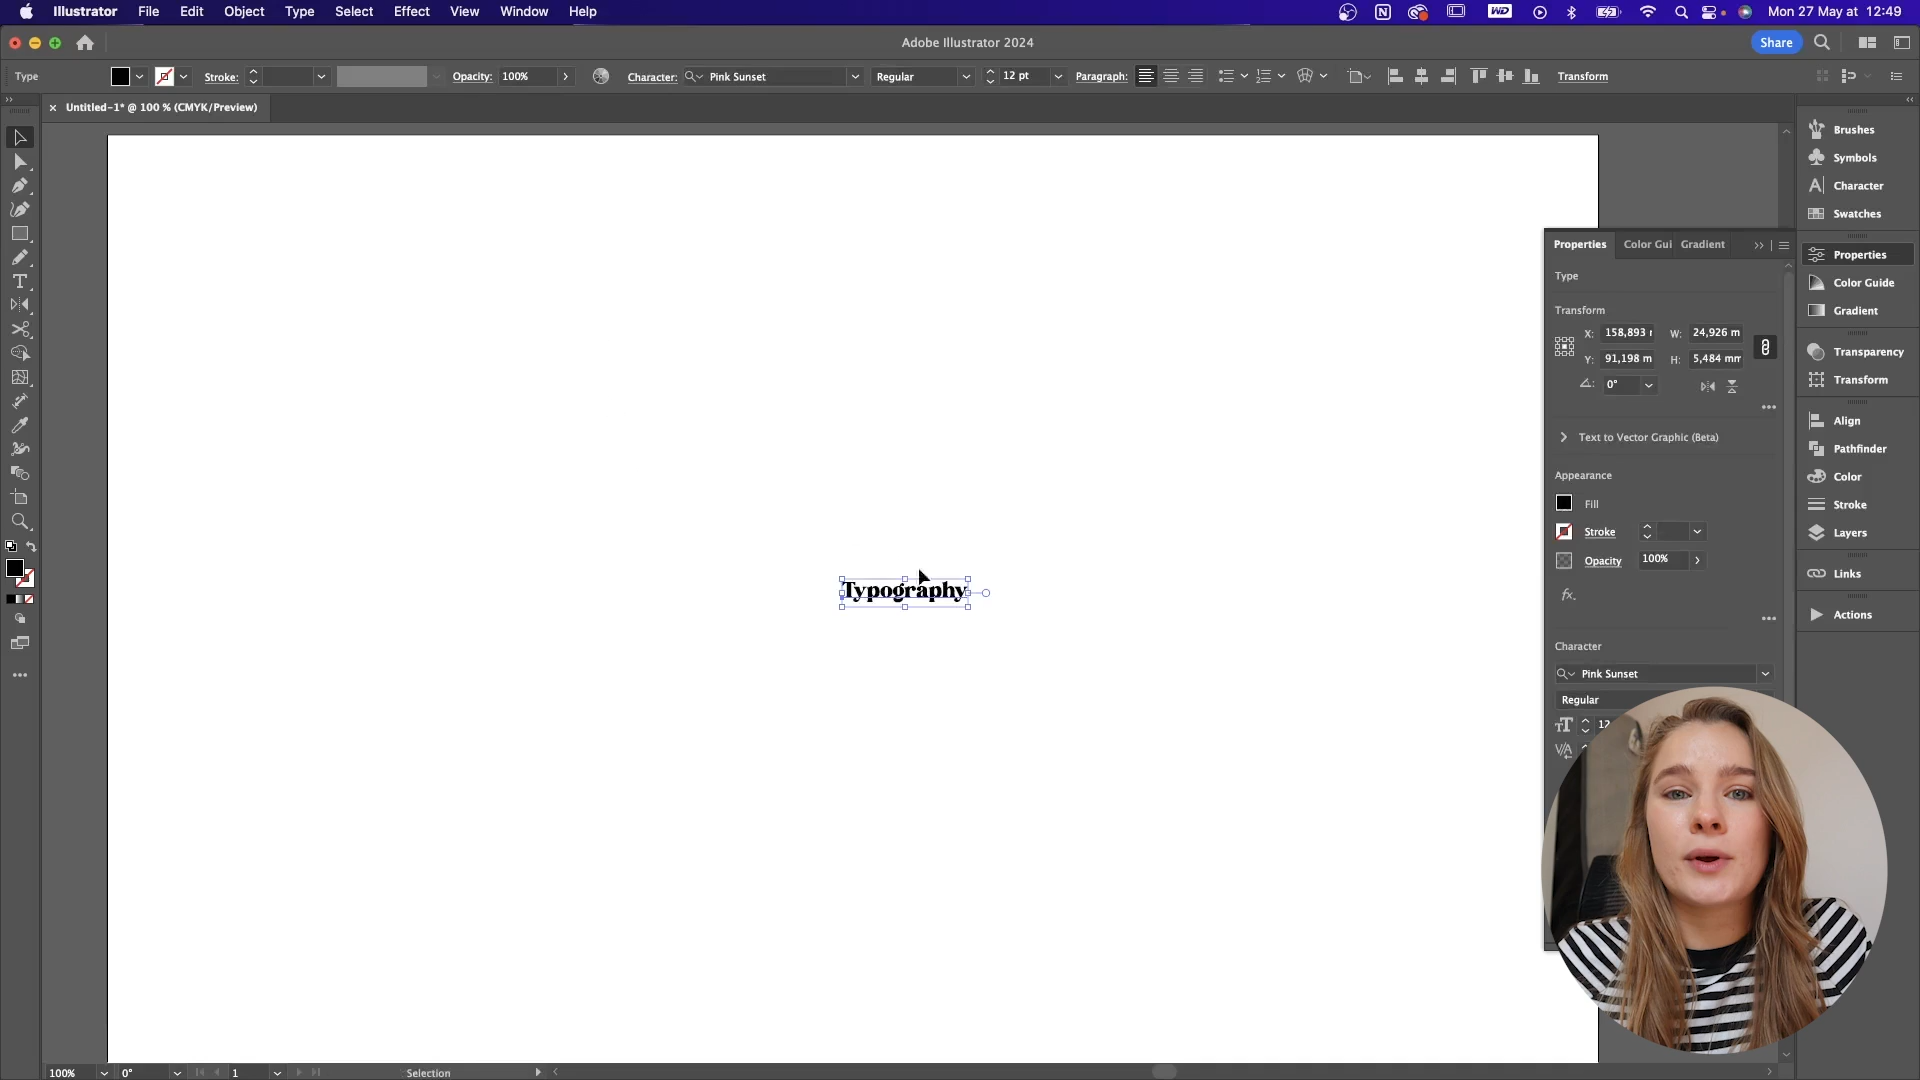 Illustrator File Edit Object Type Select Effect View Window Help
WD
Mon 27 May at 12:49
Adobe Illustrator 2024
Share
Type
Stroke:
Opacity: 100%
Character: Pink Sunset
Regular
12 pt
Paragraph:
Transform
× Untitled-1* @ 100 % (CMYK/Preview)
Typography
Properties Color Gui Gradient
Type
Transform
X: 158,893 W: 24,926 m
Y: 91,198 m H: 5,484 mm
0°
Text to Vector Graphic (Beta)
Appearance
Fill
Stroke
Opacity 100%
fx.
Character
Pink Sunset
Regular
12
Brushes
Symbols
Character
Swatches
Properties
Color Guide
Gradient
Transparency
Transform
Align
Pathfinder
Color
Stroke
Layers
Links
Actions
100% 0° 1 Selection